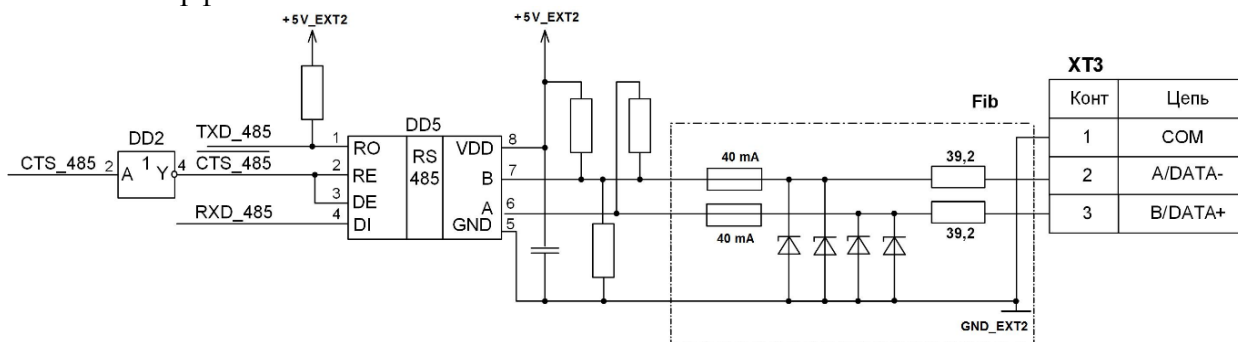 +5V_EXT2
+5V_EXT2
XT3
Конт
Цепь
Fib
1
COM
2
A/DATA-
3
B/DATA+
DD2
CTS_485
2
A
1
Y
4
TXD_485
CTS_485
RXD_485
1
2
3
4
DD5
RO
RE
DE
DI
RS
485
VDD
B
A
GND
8
7
6
5
40 mA
40 mA
39,2
39,2
GND_EXT2